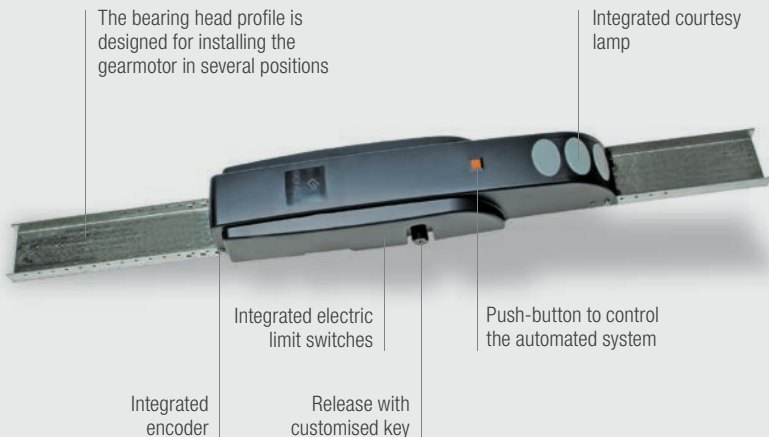 The bearing head profile is
designed for installing the
gearmotor in several positions
Integrated courtesy
lamp
Integrated electric
limit switches
Push-button to control
the automated system
Integrated
encoder
Release with
customised key